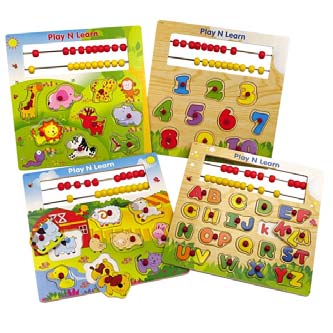 Play N Learn
Play N Learn
1 2 3
4 5 6
7 8 9 10
Play N Learn
Play N Learn
A B C D E F
G H I J K L
M N O P Q R
S T U
V W X Y Z